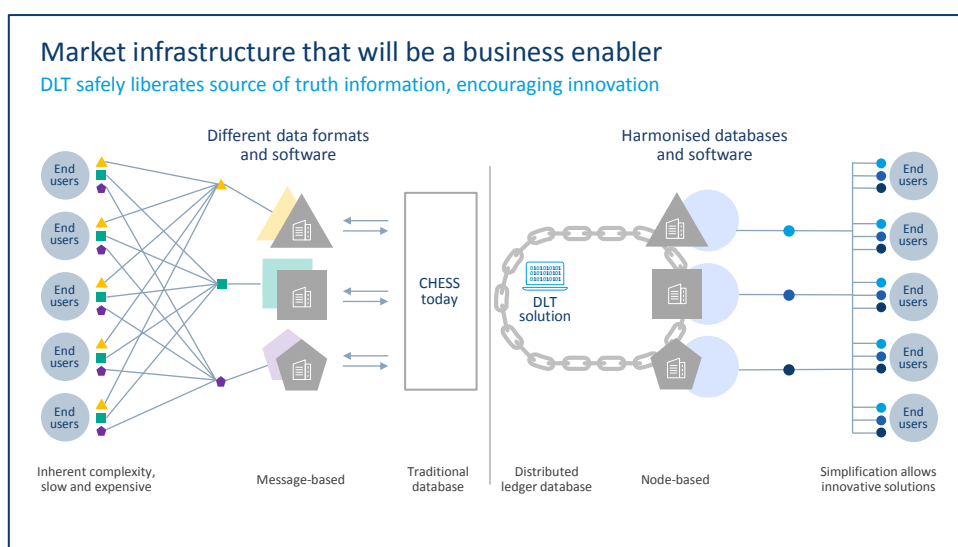 Market infrastructure that will be a business enabler
DLT safely liberates source of truth information, encouraging innovation
Different data formats
and software
Harmonised databases
and software
End
users
End
users
End
users
End
users
End
users
CHESS
today
0101010101
0101010101
0101010101
DLT
solution
End
users
End
users
End
users
End
users
End
users
Inherent complexity,
slow and expensive
Message-based
Traditional
database
Distributed
ledger database
Node-based
Simplification allows
innovative solutions